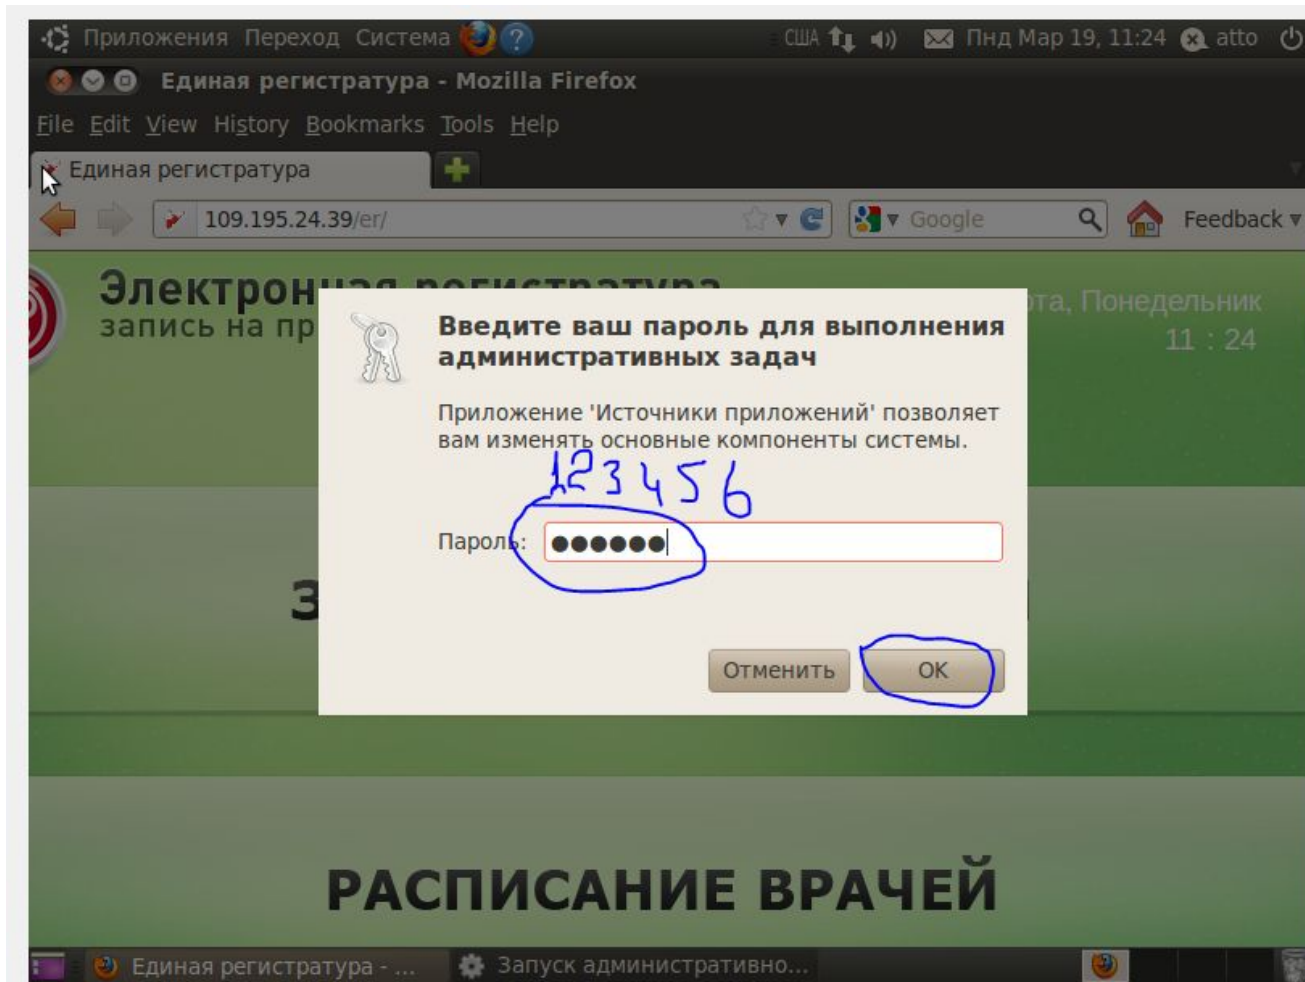 Приложения Переход Система США Пнд Мар 19, 11:24 atto
Единая регистратура - Mozilla Firefox
File Edit View History Bookmarks Tools Help
Единая регистратура
109.195.24.39/er/ Google Feedback
Электронная регистратура
запись на пр
Понедельник
11 : 24
Введите ваш пароль для выполнения
административных задач
Приложение 'Источники приложений' позволяет
вам изменять основные компоненты системы.
123456
Пароль: ●●●●●●
Отменить OK
РАСПИСАНИЕ ВРАЧЕЙ
Единая регистратура - ... Запуск административно...